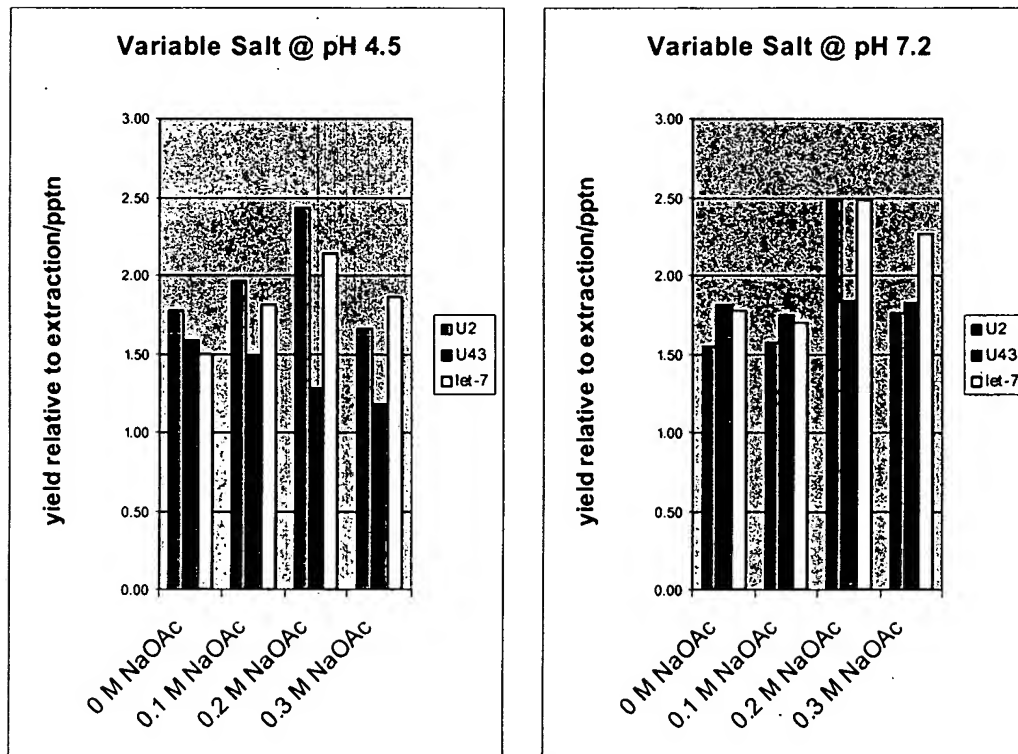 Variable Salt @ pH 4.5
yield relative to extraction/pptn
3.00
2.50
2.00
1.50
1.00
0.50
0.00
0 M NaOAc
0.1 M NaOAc
0.2 M NaOAc
0.3 M NaOAc
U2
U43
let-7
Variable Salt @ pH 7.2
yield relative to extraction/pptn
3.00
2.50
2.00
1.50
1.00
0.50
0.00
0 M NaOAc
0.1 M NaOAc
0.2 M NaOAc
0.3 M NaOAc
U2
U43
let-7